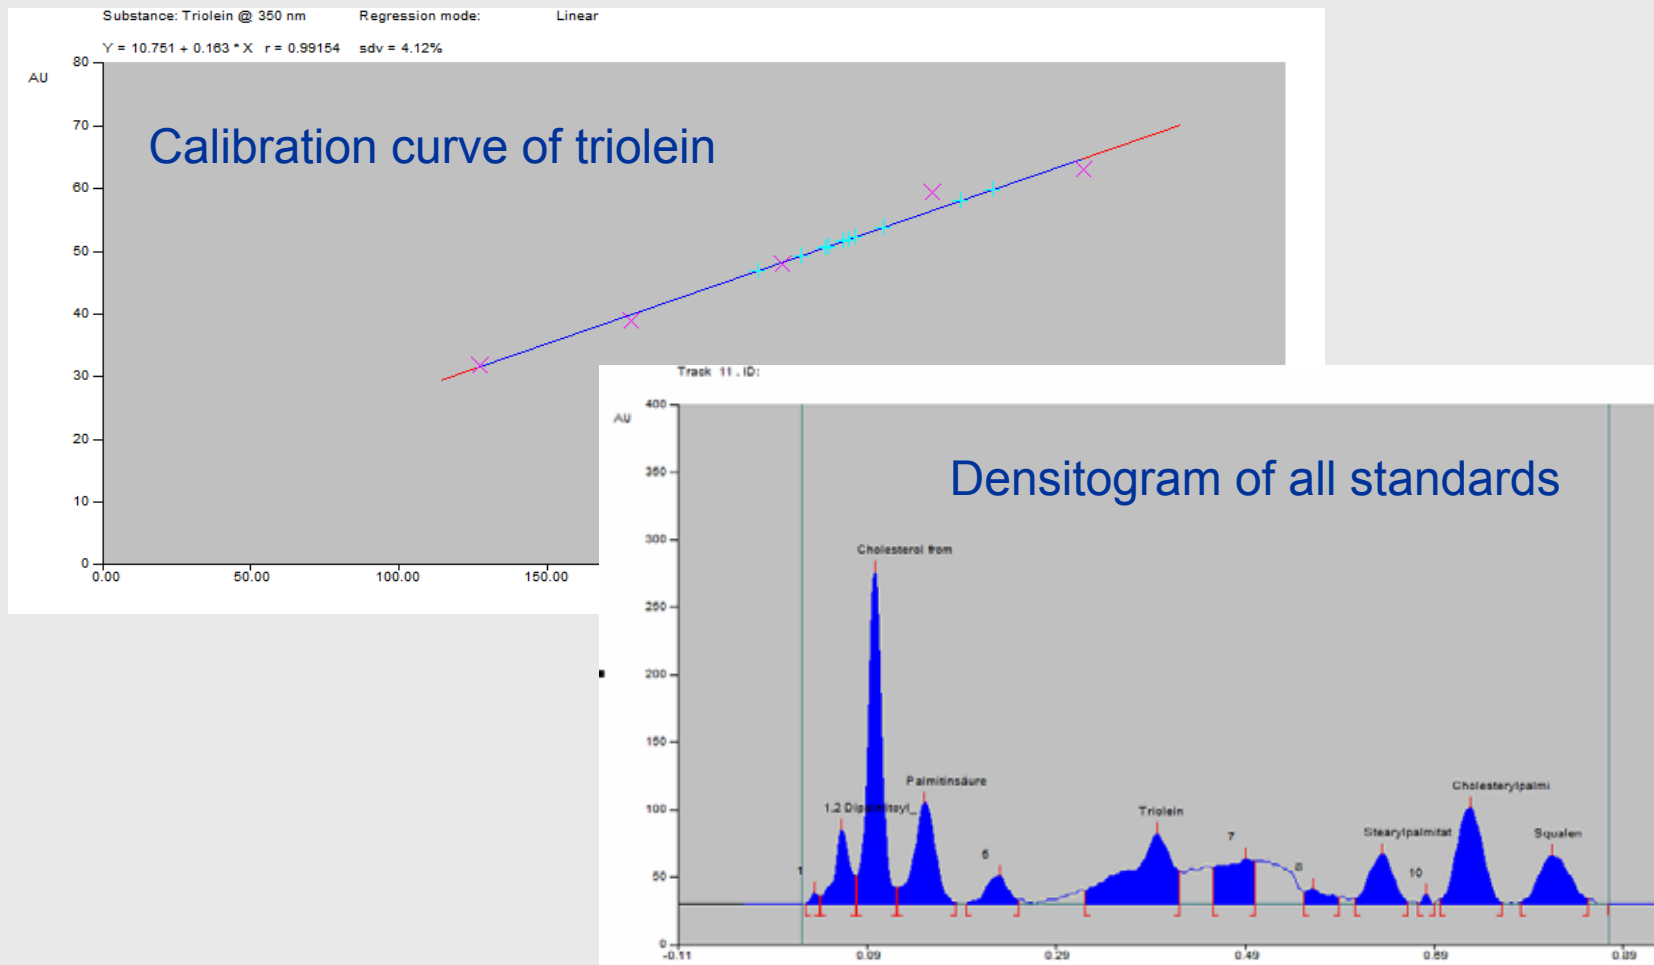 Substance: Triolein @ 350 nm Regression mode: Linear
Y = 10.751 + 0.163 * X r = 0.99154 sdv = 4.12%
AU
80
70
60
50
40
30
20
10
0
Calibration curve of triolein
0.00 50.00 100.00 150.00
Track 11 . ID:
AU
400
350
300
250
200
150
100
50
0
Densitogram of all standards
Cholesterol from
Palmitinsäure
Triolein
Cholesterylpalmi
Stearylpalmitat
Squalen
1
7
8
10
-0.11 0.09 0.29 0.49 0.69 0.89